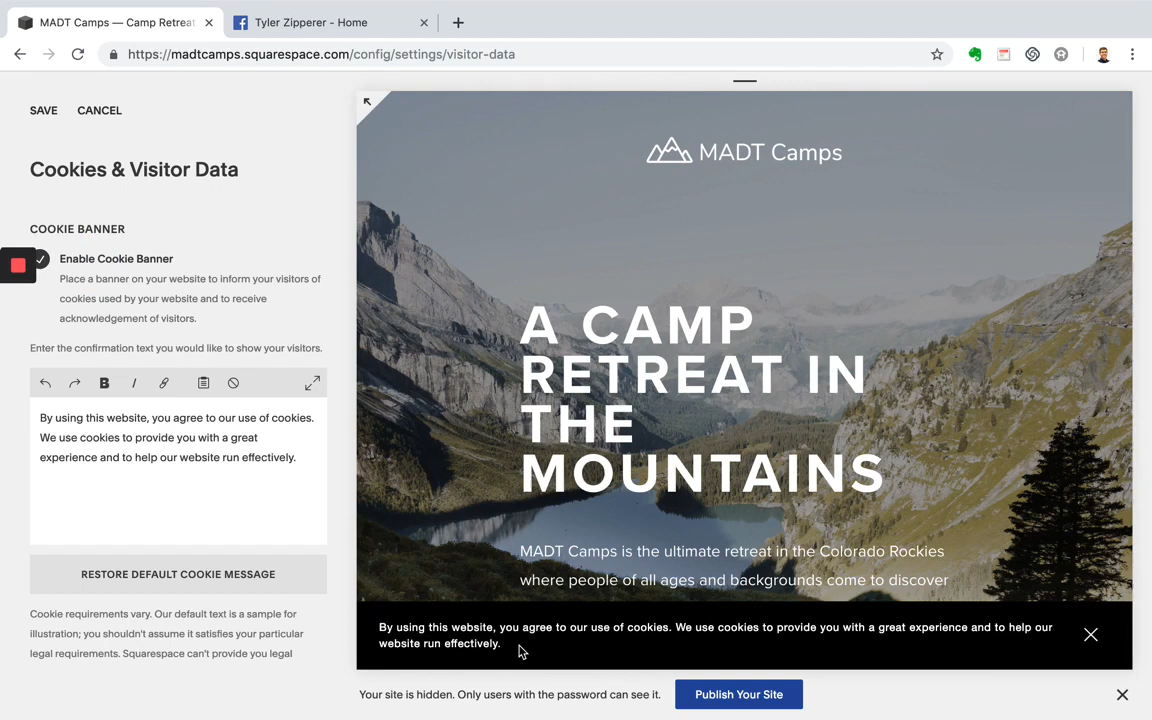 MADT Camps — Camp Retreat
Tyler Zipperer - Home
https://madtcamps.squarespace.com/config/settings/visitor-data
SAVE CANCEL
Cookies & Visitor Data
COOKIE BANNER
Enable Cookie Banner
Place a banner on your website to inform your visitors of
cookies used by your website and to receive
acknowledgement of visitors.
Enter the confirmation text you would like to show your visitors.
B I
By using this website, you agree to our use of cookies.
We use cookies to provide you with a great
experience and to help our website run effectively.
RESTORE DEFAULT COOKIE MESSAGE
Cookie requirements vary. Our default text is a sample for
illustration; you shouldn't assume it satisfies your particular
legal requirements. Squarespace can't provide you legal
MADT Camps
A CAMP
RETREAT IN
THE
MOUNTAINS
MADT Camps is the ultimate retreat in the Colorado Rockies
where people of all ages and backgrounds come to discover
By using this website, you agree to our use of cookies. We use cookies to provide you with a great experience and to help our
website run effectively.
Your site is hidden. Only users with the password can see it.
Publish Your Site